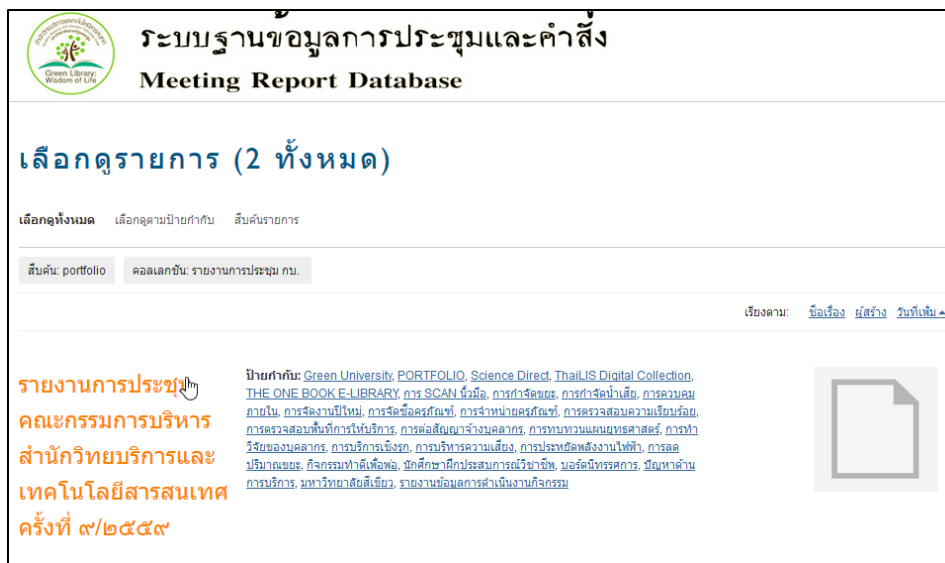 ระบบฐานข้อมูลการประชุมและคำสั่ง
Green Library:
Wisdom of Life
Meeting Report Database
เลือกดูรายการ (2 ทั้งหมด)
เลือกดูทั้งหมด เลือกดูตามป้ายกำกับ สืบค้นรายการ
สืบค้น: portfolio คอลเลกชัน: รายงานการประชุม กบ.
เรียงตาม: ชื่อเรื่อง ผู้สร้าง วันที่เพิ่ม
รายงานการประชุม
คณะกรรมการบริหาร
สำนักวิทยบริการและ
เทคโนโลยีสารสนเทศ
ครั้งที่ ๙/๒๕๕๙
ป้ายกำกับ: Green University, PORTFOLIO, Science Direct, ThaiLIS Digital Collection,
THE ONE BOOK E-LIBRARY, การ SCAN นิ้วมือ, การกำจัดขยะ, การกำจัดน้ำเสีย, การควบคุม
ภายใน, การจัดงานปีใหม่, การจัดซื้อครุภัณฑ์, การจำหน่ายครุภัณฑ์, การตรวจสอบความเรียบร้อย,
การตรวจสอบพื้นที่การให้บริการ, การต่อสัญญาจ้างบุคลากร, การทบทวนแผนยุทธศาสตร์, การทำ
วิจัยของบุคลากร, การบริการเชิงรุก, การบริหารความเสี่ยง, การประหยัดพลังงานไฟฟ้า, การลด
ปริมาณขยะ, กิจกรรมทำดีเพื่อพ่อ, นักศึกษาฝึกประสบการณ์วิชาชีพ, บอร์ดนิทรรศการ, ปัญหาด้าน
การบริการ, มหาวิทยาลัยสีเขียว, รายงานข้อมูลการดำเนินงานกิจกรรม